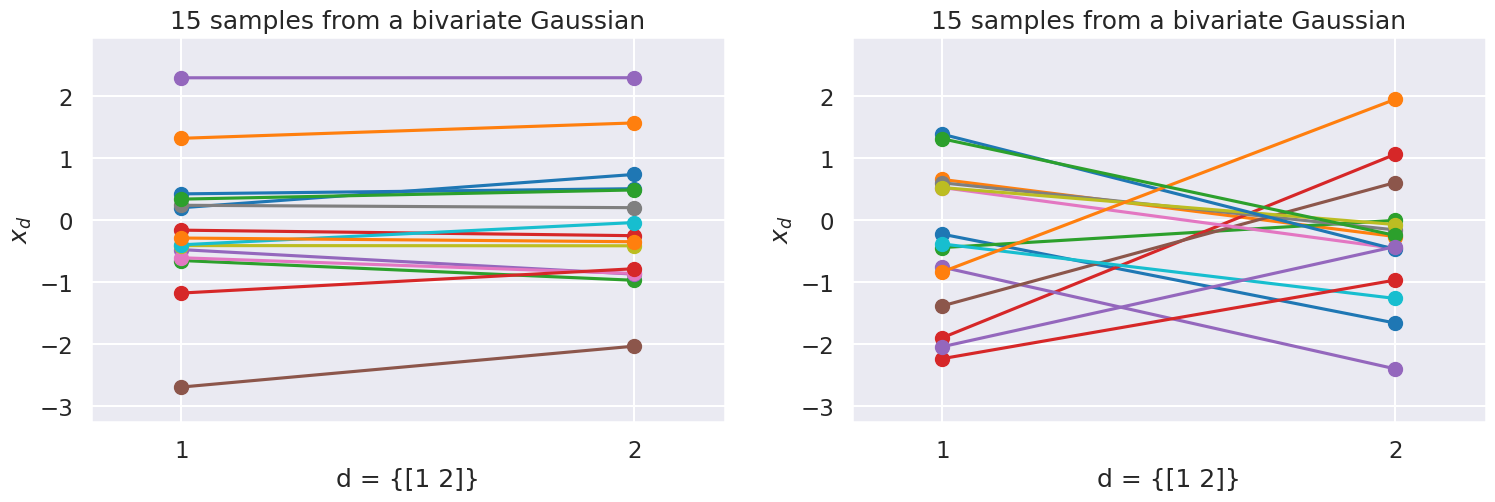 15 samples from a bivariate Gaussian
2
1
0
−1
−2
−3
x_d
1 2
d = {[1 2]}
15 samples from a bivariate Gaussian
2
1
0
−1
−2
−3
x_d
1 2
d = {[1 2]}